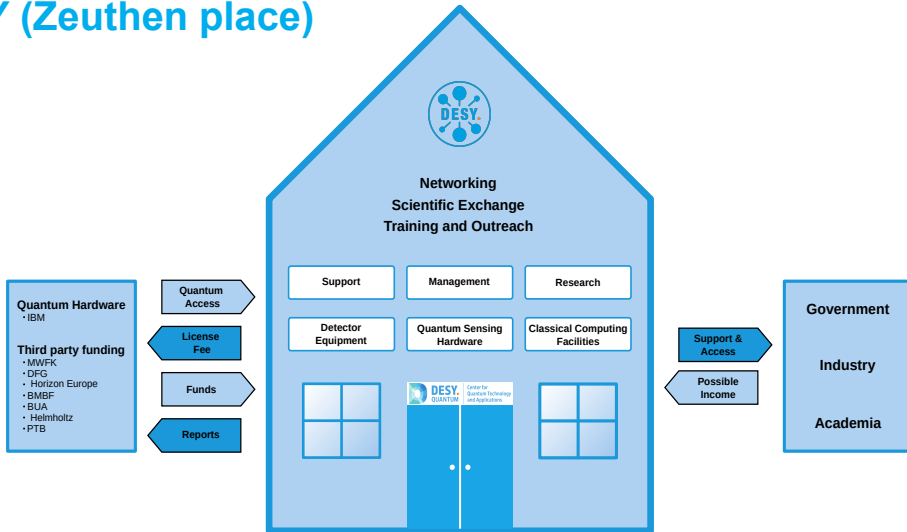 (Zeuthen place)
DESY.
Networking
Scientific Exchange
Training and Outreach
Support
Management
Research
Detector
Equipment
Quantum Sensing
Hardware
Classical Computing
Facilities
DESY.
QUANTUM
Center for
Quantum Technology
and Applications
Quantum Hardware
· IBM
Third party funding
· MWFK
· DFG
· Horizon Europe
· BMBF
· BUA
· Helmholtz
· PTB
Quantum
Access
License
Fee
Funds
Reports
Support &
Access
Possible
Income
Government
Industry
Academia